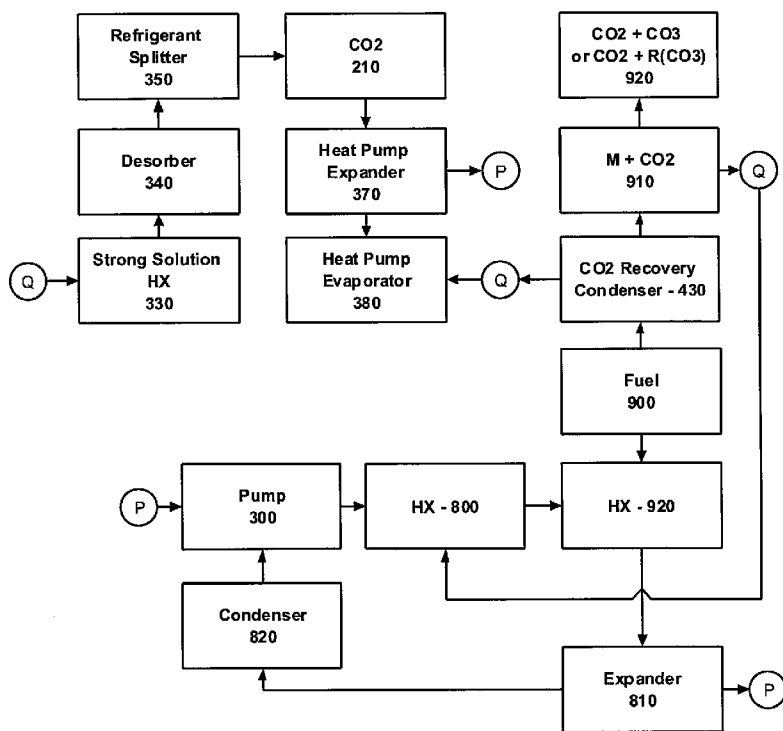 Refrigerant
Splitter
350
CO2
210
CO2 + CO3
or CO2 + R(CO3)
920
Desorber
340
Heat Pump
Expander
370
P
M + CO2
910
Q
Q
Strong Solution
HX
330
Heat Pump
Evaporator
380
Q
CO2 Recovery
Condenser - 430
Fuel
900
P
Pump
300
HX - 800
HX - 920
Condenser
820
Expander
810
P